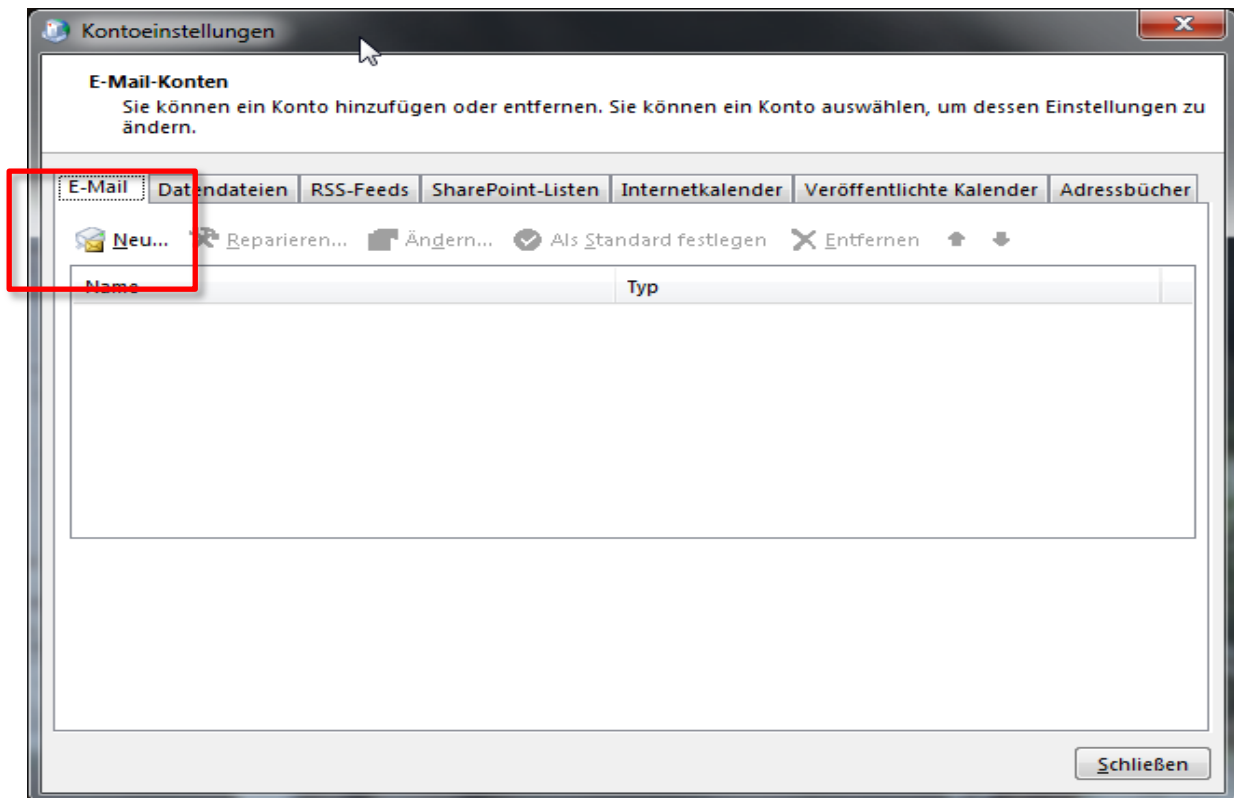 Kontoeinstellungen
E-Mail-Konten
Sie können ein Konto hinzufügen oder entfernen. Sie können ein Konto auswählen, um dessen Einstellungen zu
ändern.
E-Mail Datendateien RSS-Feeds SharePoint-Listen Internetkalender Veröffentlichte Kalender Adressbücher
Neu... Reparieren... Ändern... Als Standard festlegen Entfernen
Name Typ
Schließen